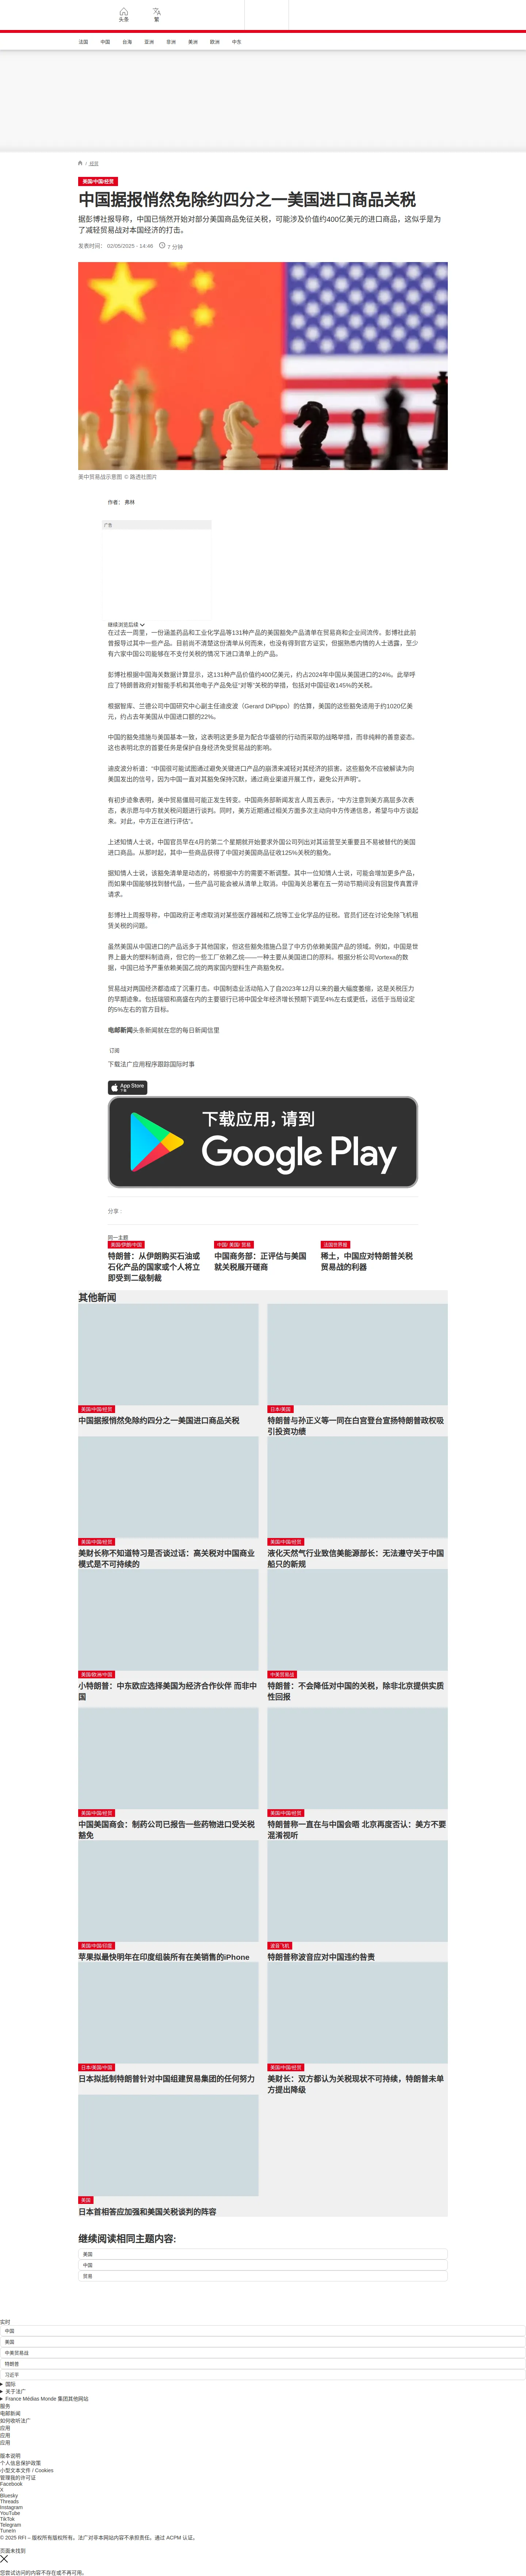 头条
繁
法国
中国
台海
亚洲
非洲
美洲
欧洲
中东
/ 经贸
美国/中国/经贸
中国据报悄然免除约四分之一美国进口商品关税
据彭博社报导称，中国已悄然开始对部分美国商品免征关税，可能涉及价值约400亿美元的进口商品，这似乎是为
了减轻贸易战对本国经济的打击。
发表时间： 02/05/2025 - 14:46 7 分钟
美中贸易战示意图 © 路透社图片
作者： 弗林
广告
继续浏览后续
在过去一周里，一份涵盖药品和工业化学品等131种产品的美国豁免产品清单在贸易商和企业间流传。彭博社此前
曾报导过其中一些产品。目前尚不清楚这份清单从何而来，也没有得到官方证实，但据熟悉内情的人士透露，至少
有六家中国公司能够在不支付关税的情况下进口清单上的产品。
彭博社根据中国海关数据计算显示，这131种产品价值约400亿美元，约占2024年中国从美国进口的24%。此举呼
应了特朗普政府对智能手机和其他电子产品免征“对等”关税的举措，包括对中国征收145%的关税。
根据智库、兰德公司中国研究中心副主任迪皮波（Gerard DiPippo）的估算，美国的这些豁免适用于约1020亿美
元，约占去年美国从中国进口额的22%。
中国的豁免措施与美国基本一致，这表明这更多是为配合华盛顿的行动而采取的战略举措，而非纯粹的善意姿态。
这也表明北京的首要任务是保护自身经济免受贸易战的影响。
迪皮波分析道：“中国很可能试图通过避免关键进口产品的崩溃来减轻对其经济的损害，这些豁免不应被解读为向
美国发出的信号，因为中国一直对其豁免保持沉默，通过商业渠道开展工作，避免公开声明”。
有初步迹象表明，美中贸易僵局可能正发生转变。中国商务部新闻发言人周五表示，“中方注意到美方高层多次表
态，表示愿与中方就关税问题进行谈判。同时，美方近期通过相关方面多次主动向中方传递信息，希望与中方谈起
来。对此，中方正在进行评估”。
上述知情人士说，中国官员早在4月的第二个星期就开始要求外国公司列出对其运营至关重要且不易被替代的美国
进口商品。从那时起，其中一些商品获得了中国对美国商品征收125%关税的豁免。
据知情人士说，该豁免清单是动态的，将根据中方的需要不断调整。其中一位知情人士说，可能会增加更多产品，
而如果中国能够找到替代品，一些产品可能会被从清单上取消。中国海关总署在五一劳动节期间没有回复传真置评
请求。
彭博社上周报导称，中国政府正考虑取消对某些医疗器械和乙烷等工业化学品的征税。官员们还在讨论免除飞机租
赁关税的问题。
虽然美国从中国进口的产品远多于其他国家，但这些豁免措施凸显了中方仍依赖美国产品的领域。例如，中国是世
界上最大的塑料制造商，但它的一些工厂依赖乙烷——一种主要从美国进口的原料。根据分析公司Vortexa的数
据，中国已给予严重依赖美国乙烷的两家国内塑料生产商豁免权。
贸易战对两国经济都造成了沉重打击。中国制造业活动陷入了自2023年12月以来的最大幅度萎缩，这是关税压力
的早期迹象。包括瑞银和高盛在内的主要银行已将中国全年经济增长预期下调至4%左右或更低，远低于当局设定
的5%左右的官方目标。
电邮新闻头条新闻就在您的每日新闻信里
订阅
下载法广应用程序跟踪国际时事
App Store
下载
下载应用，请到
Google Play
分享 :
同一主题
美国/伊朗/中国
特朗普：从伊朗购买石油或
石化产品的国家或个人将立
即受到二级制裁
中国/ 美国/ 贸易
中国商务部：正评估与美国
就关税展开磋商
法国世界报
稀土，中国应对特朗普关税
贸易战的利器
其他新闻
美国/中国/经贸
中国据报悄然免除约四分之一美国进口商品关税
日本/美国
特朗普与孙正义等一同在白宫登台宣扬特朗普政权吸
引投资功绩
美国/中国/经贸
美财长称不知道特习是否谈过话：高关税对中国商业
模式是不可持续的
美国/中国/经贸
液化天然气行业致信美能源部长：无法遵守关于中国
船只的新规
美国/欧洲/中国
小特朗普：中东欧应选择美国为经济合作伙伴 而非中
国
中美贸易战
特朗普：不会降低对中国的关税，除非北京提供实质
性回报
美国/中国/经贸
中国美国商会：制药公司已报告一些药物进口受关税
豁免
美国/中国/经贸
特朗普称一直在与中国会晤 北京再度否认：美方不要
混淆视听
美国/中国/印度
苹果拟最快明年在印度组装所有在美销售的iPhone
波音飞机
特朗普称波音应对中国违约咎责
日本/美国/中国
日本拟抵制特朗普针对中国组建贸易集团的任何努力
美国/中国/经贸
美财长：双方都认为关税现状不可持续，特朗普未单
方提出降级
美国
日本首相答应加强和美国关税谈判的阵容
继续阅读相同主题内容:
美国
中国
贸易
实时
中国
美国
中美贸易战
特朗普
习近平
国际
关于法广
France Médias Monde 集团其他网站
服务
电邮新闻
如何收听法广
应用
应用
应用
版本说明
个人信息保护政策
小型文本文件 / Cookies
管理我的许可证
Facebook
X
Bluesky
Threads
Instagram
YouTube
TikTok
Telegram
TuneIn
© 2025 RFI – 版权所有版权所有。法广对非本网站内容不承担责任。通过 ACPM 认证。
页面未找到
您尝试访问的内容不存在或不再可用。